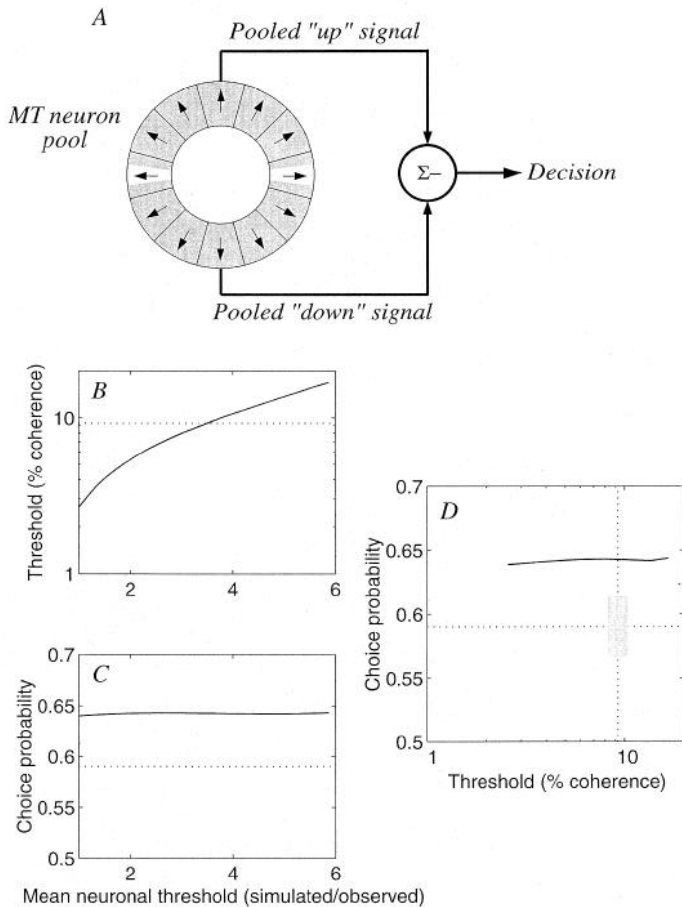 A
Pooled "up" signal
MT neuron
pool
Σ–
Decision
Pooled "down" signal
B
Threshold (% coherence)
10
1
2
4
6
C
Choice probability
0.7
0.65
0.6
0.55
0.5
2
4
6
Mean neuronal threshold (simulated/observed)
D
Choice probability
0.7
0.65
0.6
0.55
0.5
1
10
Threshold (% coherence)